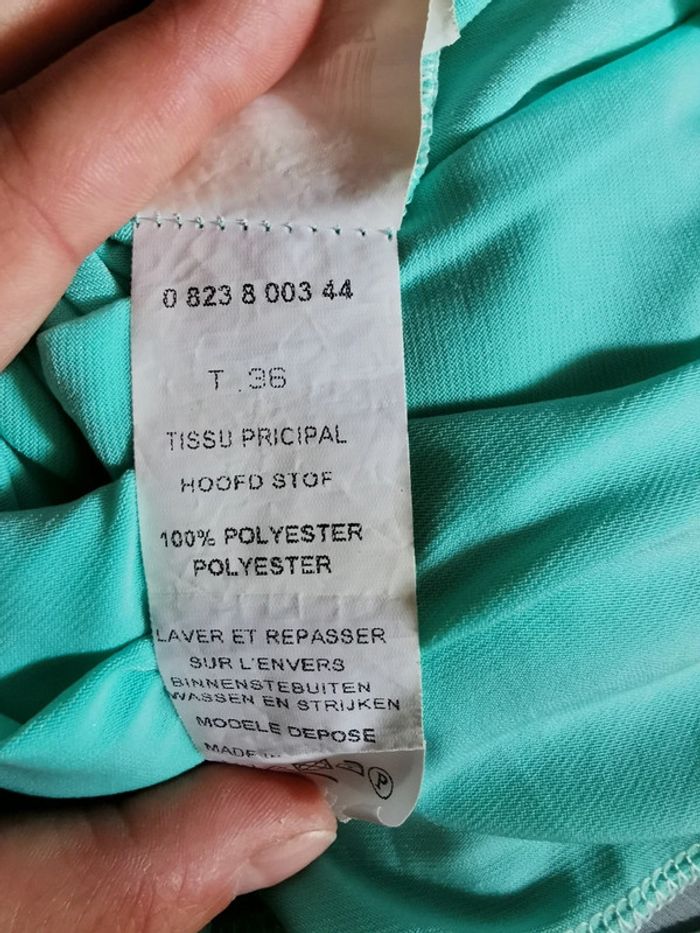 0 823 8 003 44
T .36
TISSU PRICIPAL
HOOFD STOF
100% POLYESTER
POLYESTER
LAVER ET REPASSER
SUR L'ENVERS
BINNENSTEBUITEN
WASSEN EN STRIJKEN
MODELE DEPOSE
MADE
P